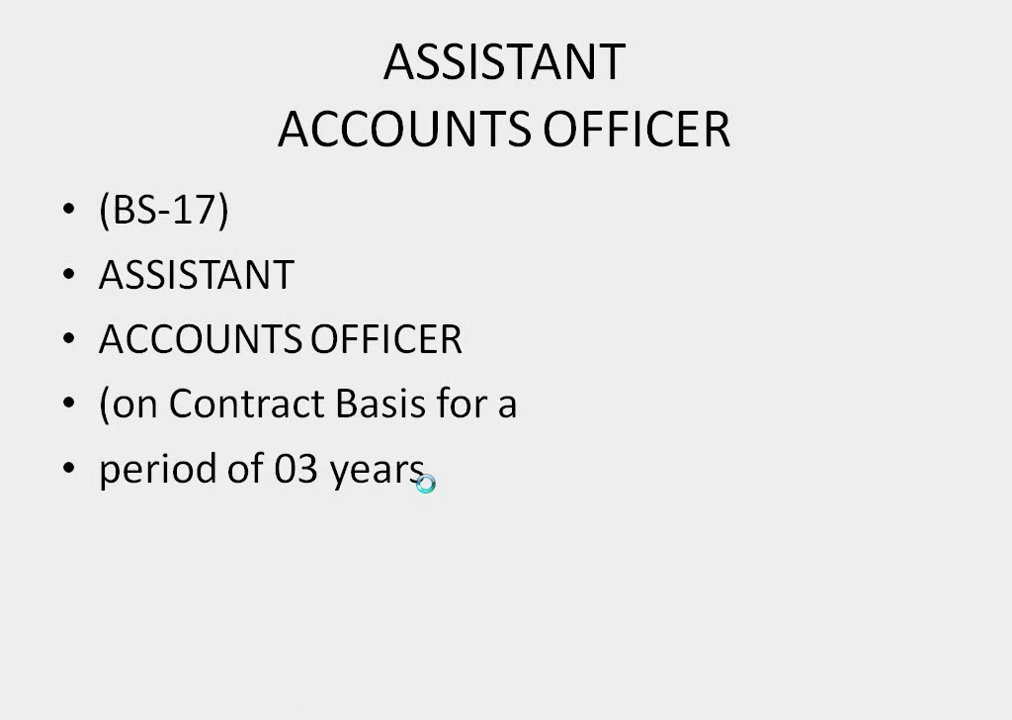 ASSISTANT
ACCOUNTS OFFICER
• (BS-17)
• ASSISTANT
• ACCOUNTS OFFICER
• (on Contract Basis for a
• period of 03 years